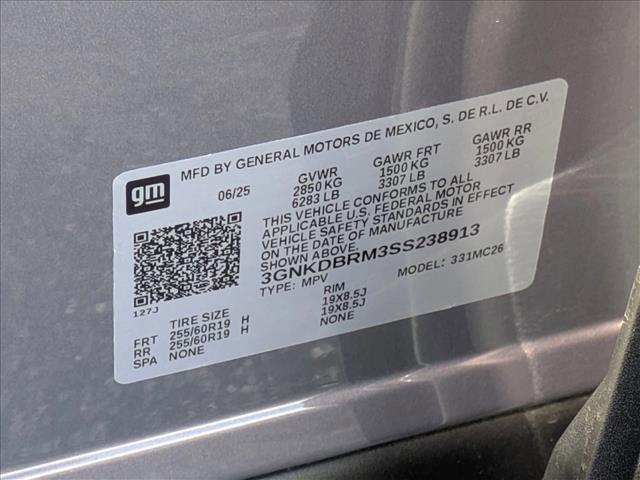 MFD BY GENERAL MOTORS DE MEXICO, S. DE R.L. DE C.V.
gm
06/25
GVWR
2850 KG
6283 LB
GAWR FRT
1500 KG
3307 LB
GAWR RR
1500 KG
3307 LB
THIS VEHICLE CONFORMS TO ALL
APPLICABLE U.S. FEDERAL MOTOR
VEHICLE SAFETY STANDARDS IN EFFECT
ON THE DATE OF MANUFACTURE
SHOWN ABOVE.
3GNKDBRM3SS238913
TYPE: MPV
MODEL: 331MC26
127J
TIRE SIZE RIM
FRT 255/60R19 H 19X8.5J
RR 255/60R19 H 19X8.5J
SPA NONE NONE